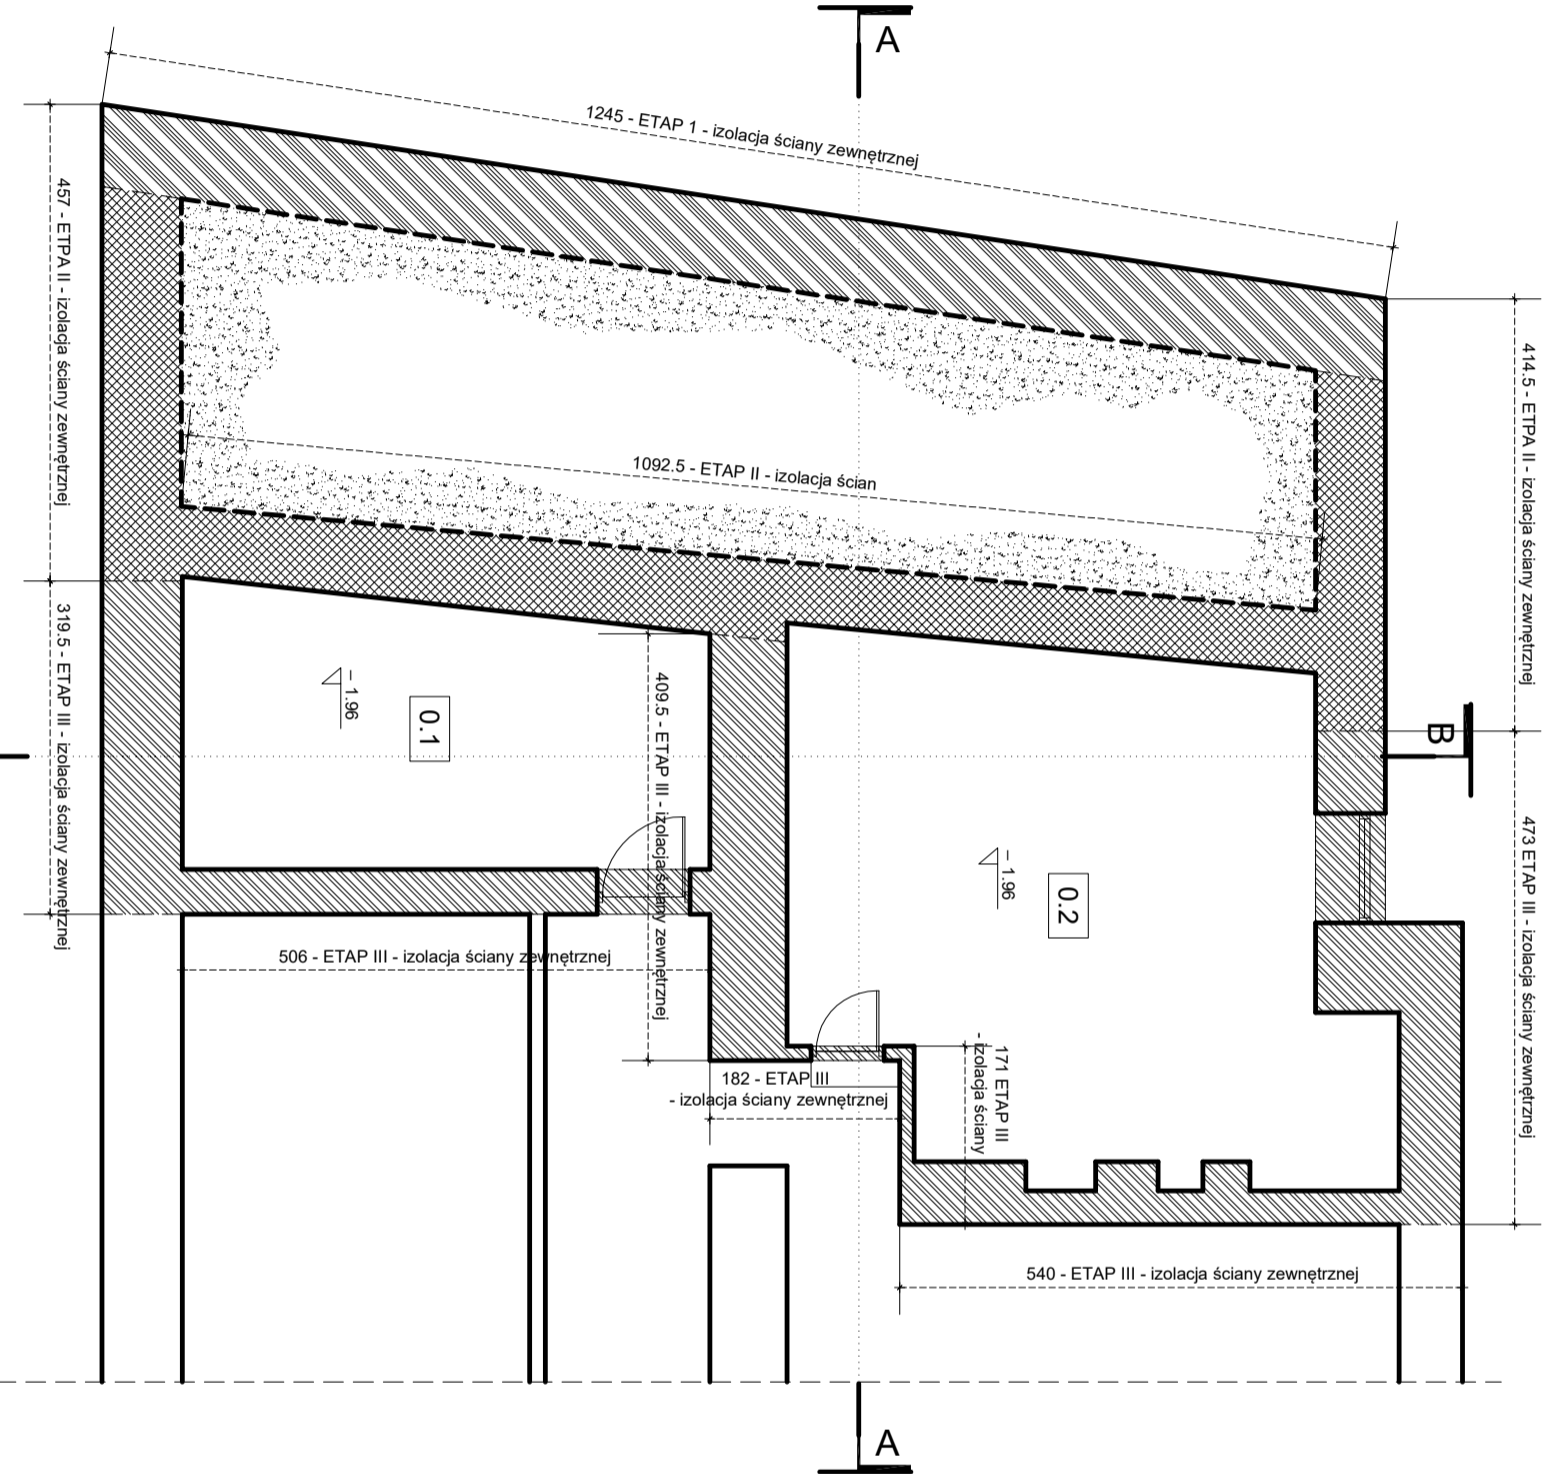 A
1245 - ETAP 1 - izolacja ściany zewnętrznej
457 - ETPA II - izolacja ściany zewnętrznej
414.5 - ETPA II - izolacja ściany zewnętrznej
1092.5 - ETAP II - izolacja ścian
319.5 - ETAP III - izolacja ściany zewnętrznej
– 1.96
0.1
409.5 - ETAP III - izolacja ściany zewnętrznej
B
– 1.96
0.2
473 ETAP III - izolacja ściany zewnętrznej
506 - ETAP III - izolacja ściany zewnętrznej
171 ETAP III
- izolacja ściany
182 - ETAP III
- izolacja ściany zewnętrznej
540 - ETAP III - izolacja ściany zewnętrznej
A